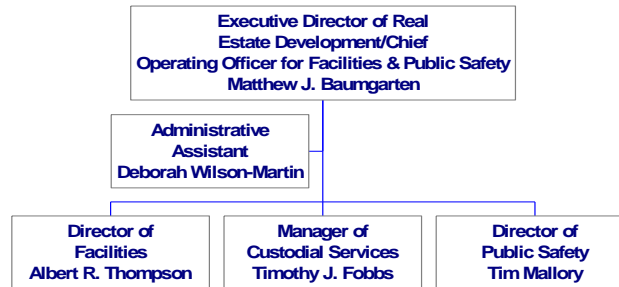 Executive Director of Real
Estate Development/Chief
Operating Officer for Facilities & Public Safety
Matthew J. Baumgarten
Administrative
Assistant
Deborah Wilson-Martin
Director of
Facilities
Albert R. Thompson
Manager of
Custodial Services
Timothy J. Fobbs
Director of
Public Safety
Tim Mallory